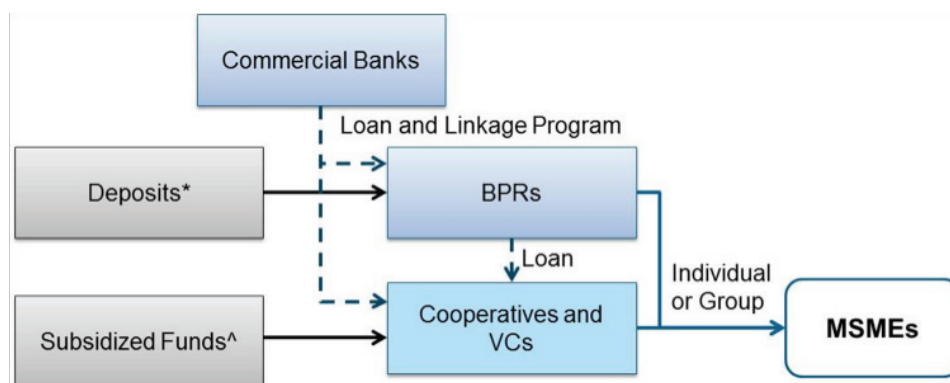 Commercial Banks
Loan and Linkage Program
Deposits*
BPRs
Loan
Individual
or Group
Subsidized Funds^
Cooperatives and
VCs
MSMEs